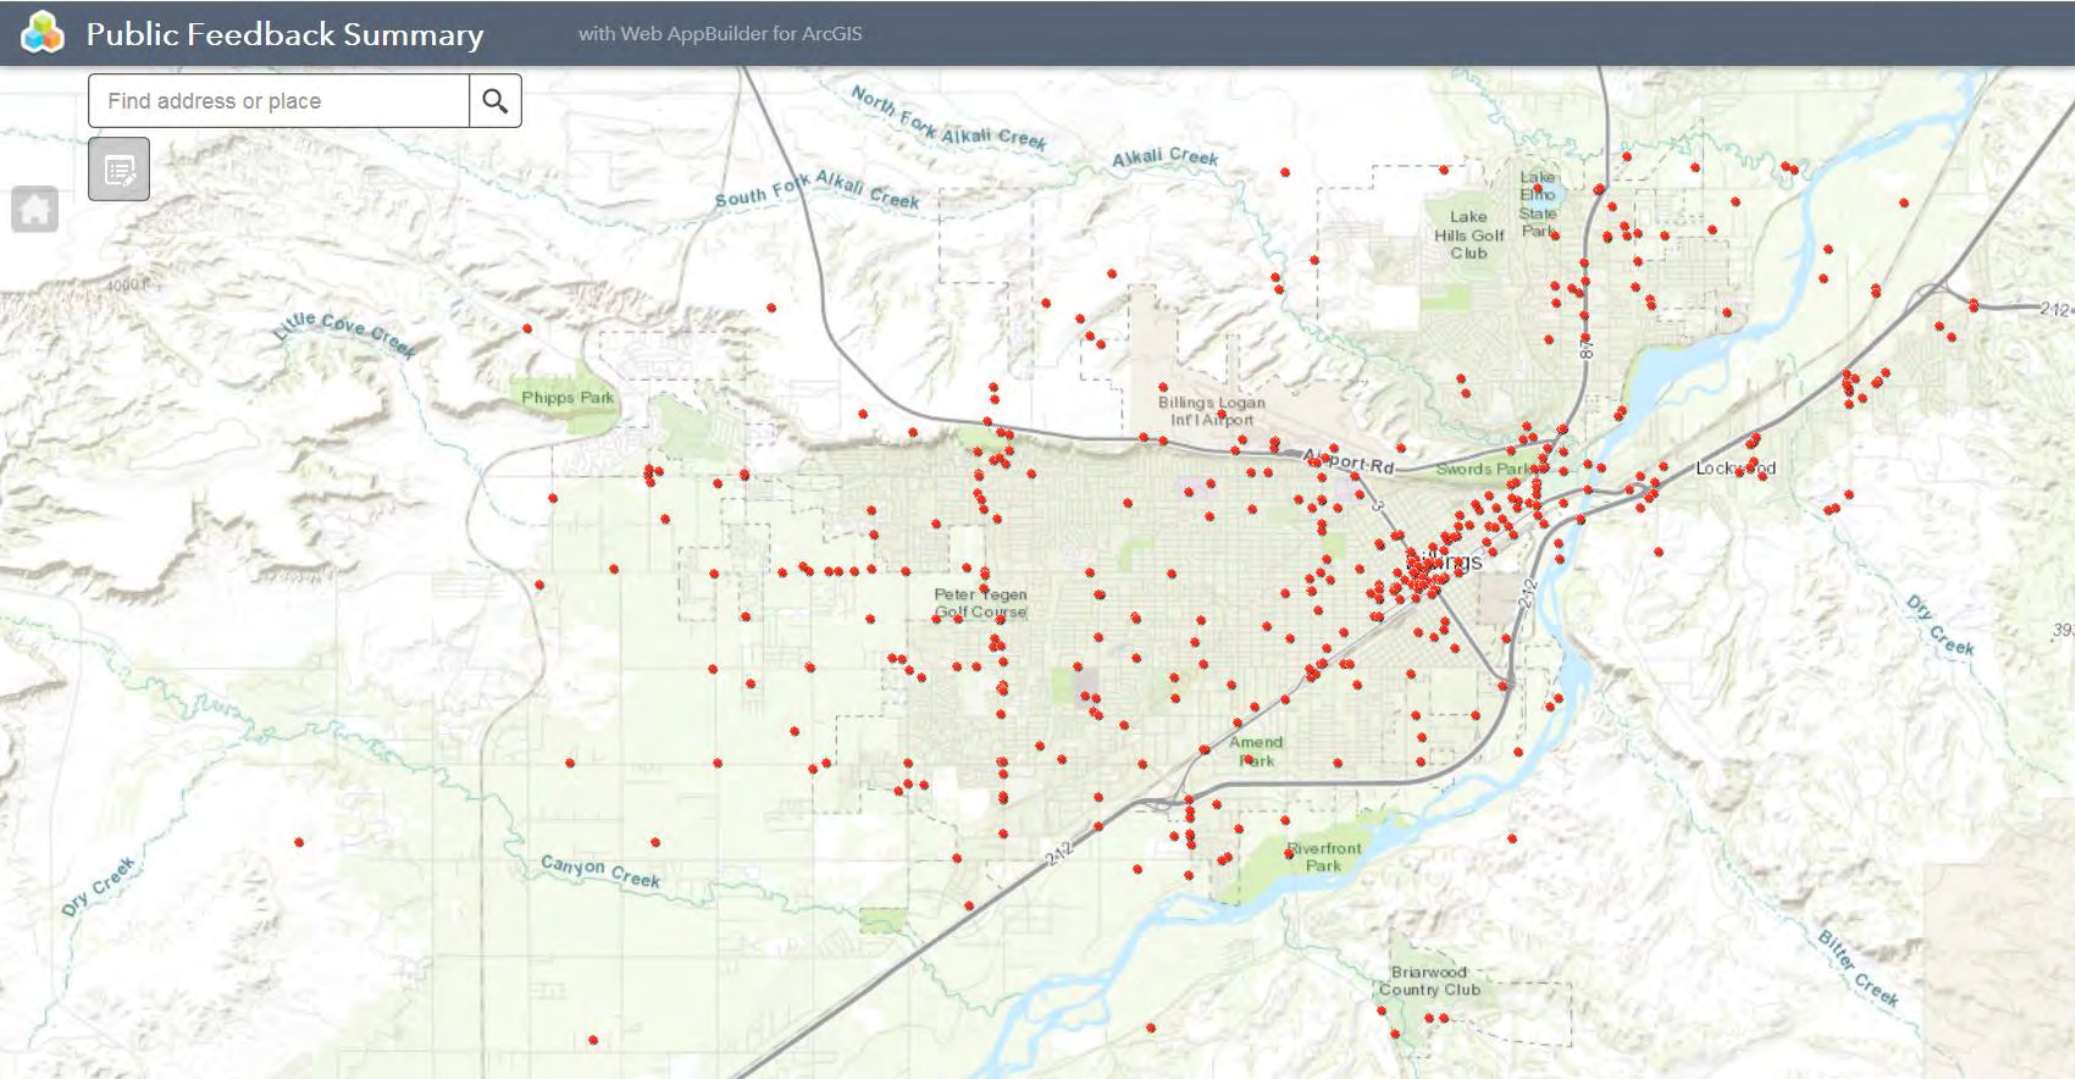 Public Feedback Summary
with Web AppBuilder for ArcGIS
Find address or place
North Fork Alkali Creek
Alkali Creek
South Fork Alkali Creek
Lake
Elmo
State
Park
Lake
Hills Golf
Club
Little Cove Creek
212
87
Phipps Park
Billings Logan
Int'l Airport
Airport Rd
Swords Park
Lockwood
3
Billings
Peter Yegen
Golf Course
212
Dry Creek
Amend
Park
212
Riverfront
Park
Canyon Creek
Dry Creek
Bitter Creek
Briarwood
Country Club